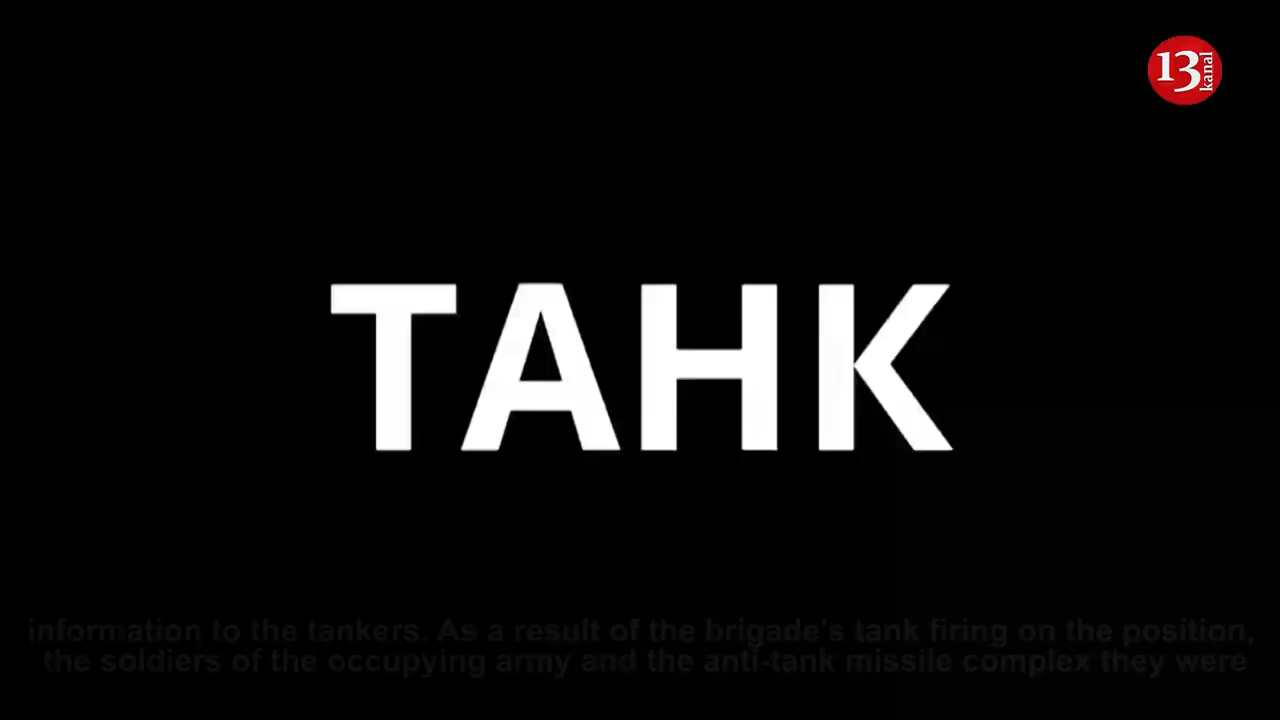 13 kanal
ТАНК
information to the tankers. As a result of the brigade's tank firing on the position,
the soldiers of the occupying army and the anti-tank missile complex they were